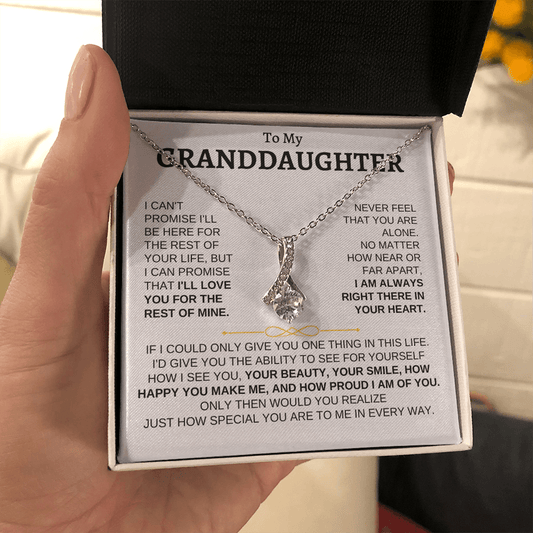 To My
GRANDDAUGHTER
I CAN'T
PROMISE I'LL
BE HERE FOR
THE REST OF
YOUR LIFE, BUT
I CAN PROMISE
THAT I'LL LOVE
YOU FOR THE
REST OF MINE.
NEVER FEEL
THAT YOU ARE
ALONE.
NO MATTER
HOW NEAR OR
FAR APART,
I AM ALWAYS
RIGHT THERE IN
YOUR HEART.
IF I COULD ONLY GIVE YOU ONE THING IN THIS LIFE.
I'D GIVE YOU THE ABILITY TO SEE FOR YOURSELF
HOW I SEE YOU, YOUR BEAUTY, YOUR SMILE, HOW
HAPPY YOU MAKE ME, AND HOW PROUD I AM OF YOU.
ONLY THEN WOULD YOU REALIZE
JUST HOW SPECIAL YOU ARE TO ME IN EVERY WAY.